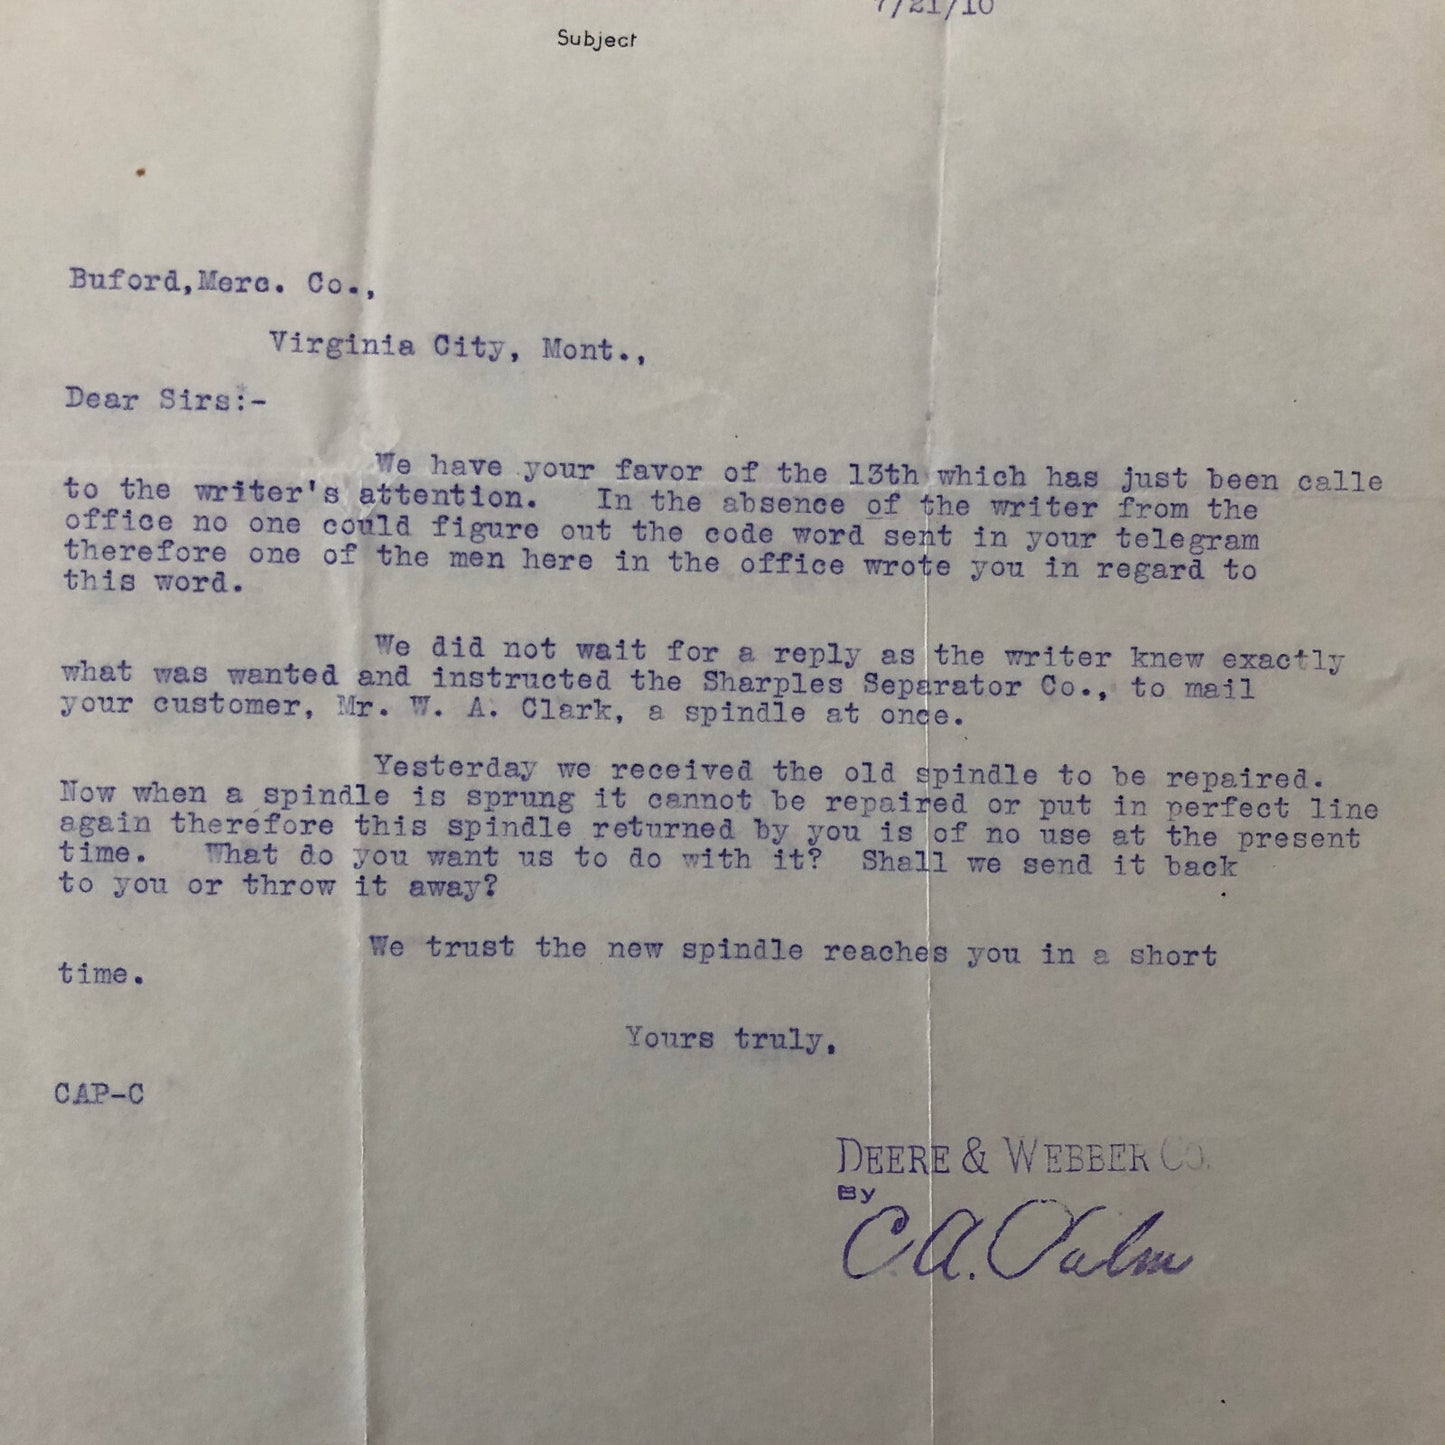 7/21/10
Subject
Buford,Merc. Co.,
Virginia City, Mont.,
Dear Sirs:-
We have your favor of the 13th which has just been calle
to the writer's attention. In the absence of the writer from the
office no one could figure out the code word sent in your telegram
therefore one of the men here in the office wrote you in regard to
this word.
We did not wait for a reply as the writer knew exactly
what was wanted and instructed the Sharples Separator Co., to mail
your customer, Mr. W. A. Clark, a spindle at once.
Yesterday we received the old spindle to be repaired.
Now when a spindle is sprung it cannot be repaired or put in perfect line
again therefore this spindle returned by you is of no use at the present
time. What do you want us to do with it? Shall we send it back
to you or throw it away?
We trust the new spindle reaches you in a short
time.
Yours truly,
CAP-C
DEERE & WEBBER CO.
By
C. A. Palm